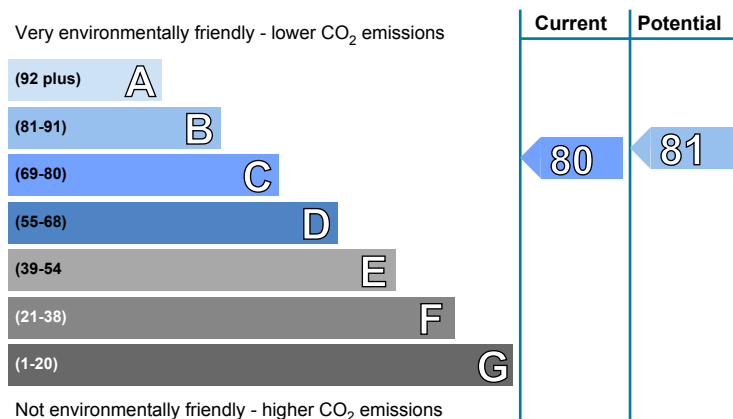 Very environmentally friendly - lower CO₂ emissions
Current
Potential
(92 plus) A
(81-91) B
(69-80) C
(55-68) D
(39-54 E
(21-38) F
(1-20) G
80
81
Not environmentally friendly - higher CO₂ emissions